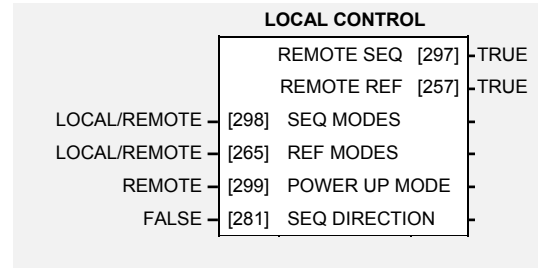 LOCAL CONTROL
REMOTE SEQ [297] TRUE
REMOTE REF [257] TRUE
LOCAL/REMOTE [298] SEQ MODES
LOCAL/REMOTE [265] REF MODES
REMOTE [299] POWER UP MODE
FALSE [281] SEQ DIRECTION